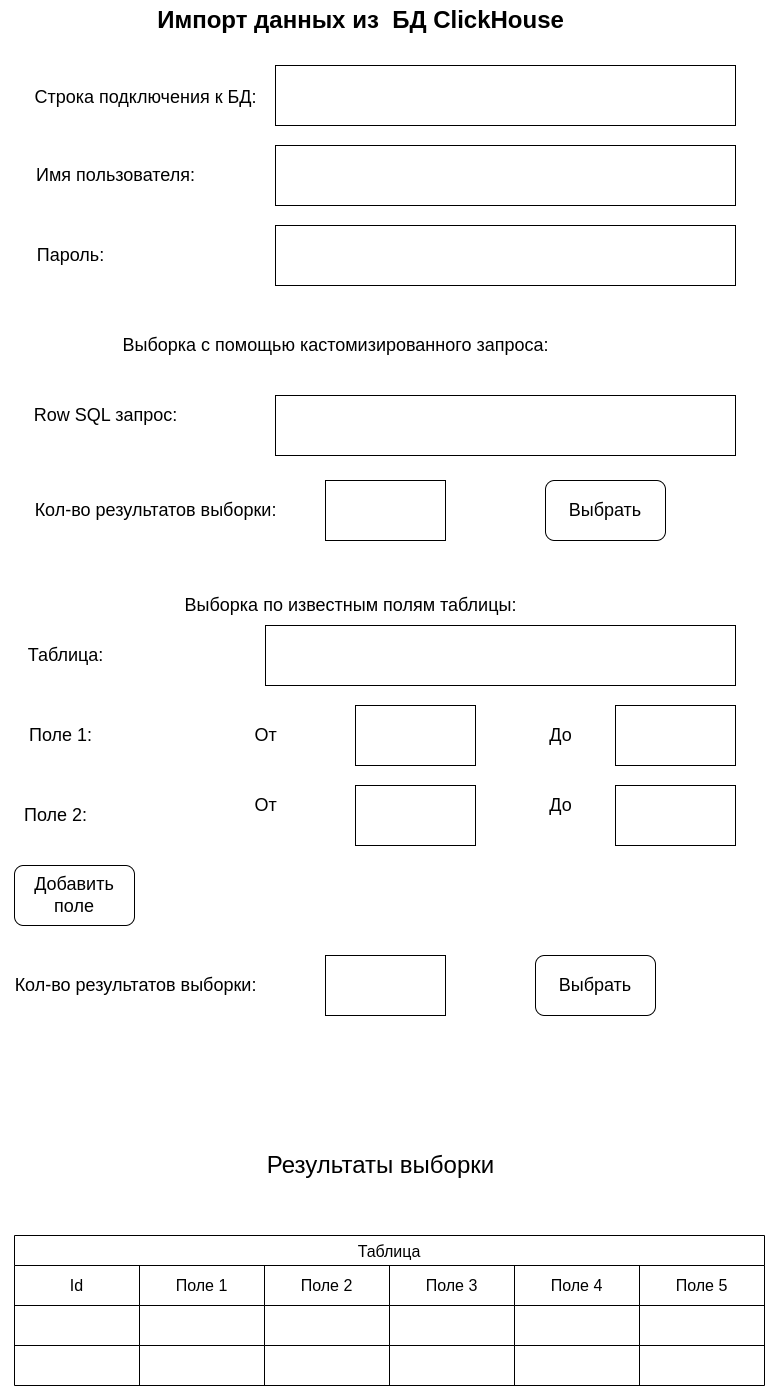 Импорт данных из  БД ClickHouse
Строка подключения к БД:
Имя пользователя:
Пароль:
Выборка с помощью кастомизированного запроса:
Row SQL запрос:
Кол-во результатов выборки:
Выбрать
Выборка по известным полям таблицы:
Таблица:
Поле 1:
От
До
Поле 2:
От
До
Добавить
поле
Кол-во результатов выборки:
Выбрать
Результаты выборки
Таблица
Id
Поле 1
Поле 2
Поле 3
Поле 4
Поле 5